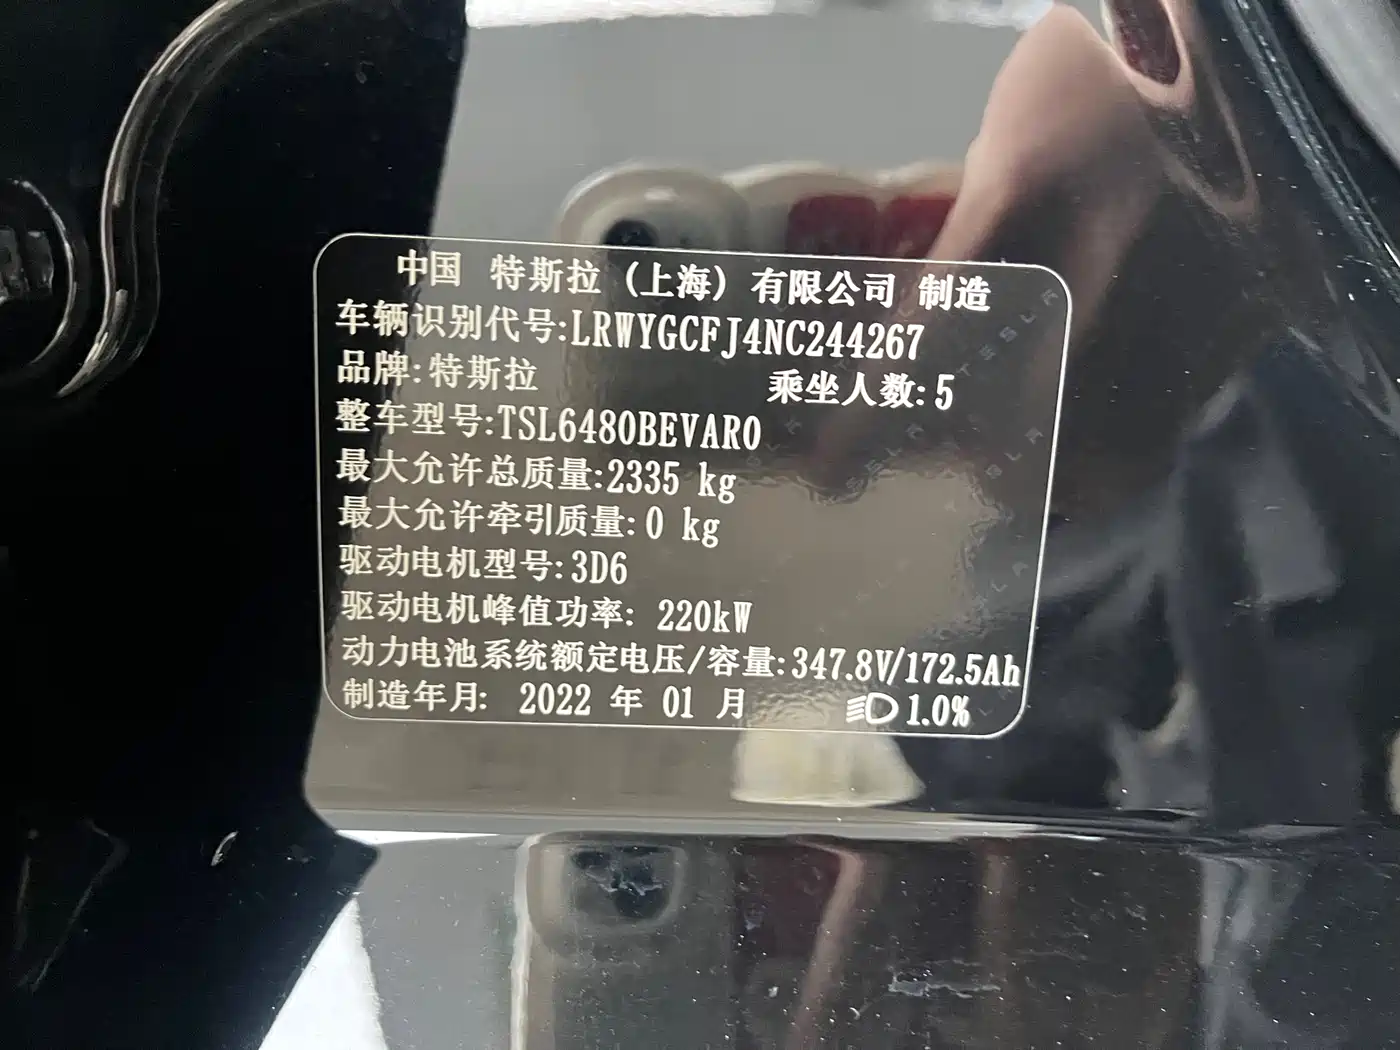 中国 特斯拉 (上海) 有限公司 制造
车辆识别代号:LRWYGCFJ4NC244267
品牌:特斯拉 乘坐人数:5
整车型号:TSL6480BEVAR0
最大允许总质量:2335 kg
最大允许牵引质量:0 kg
驱动电机型号:3D6
驱动电机峰值功率: 220kW
动力电池系统额定电压/容量:347.8V/172.5Ah
制造年月: 2022 年 01 月 1.0%